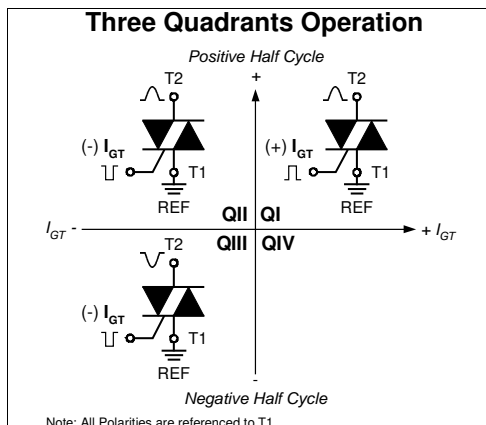 Three Quadrants Operation
Positive Half Cycle
+
T2
T2
(-) IGT
(+) IGT
T1
T1
REF
REF
QII QI
IGT -
+ IGT
QIII QIV
T2
(-) IGT
T1
REF
-
Negative Half Cycle
Note: All Polarities are referenced to T1